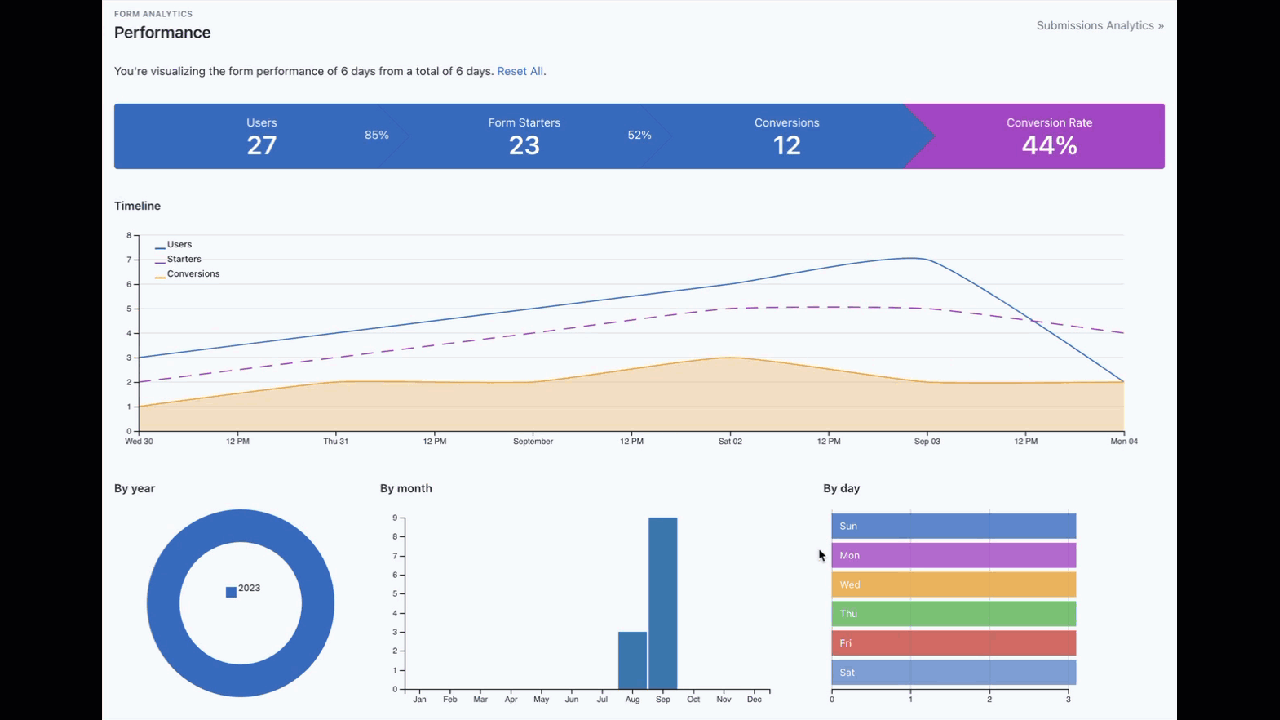 FORM ANALYTICS
Performance
Submissions Analytics »
You're visualizing the form performance of 6 days from a total of 6 days. Reset All.
Users
27
85%
Form Starters
23
52%
Conversions
12
Conversion Rate
44%
Timeline
Users
Starters
Conversions
8
7
6
5
4
3
2
1
0
Wed 30 12 PM Thu 31 12 PM September 12 PM Sat 02 12 PM Sep 03 12 PM Mon 04
By year
2023
By month
9
8
7
6
5
4
3
2
1
0
Jan Feb Mar Apr May Jun Jul Aug Sep Oct Nov Dec
By day
Sun
Mon
Wed
Thu
Fri
Sat
0 1 2 3